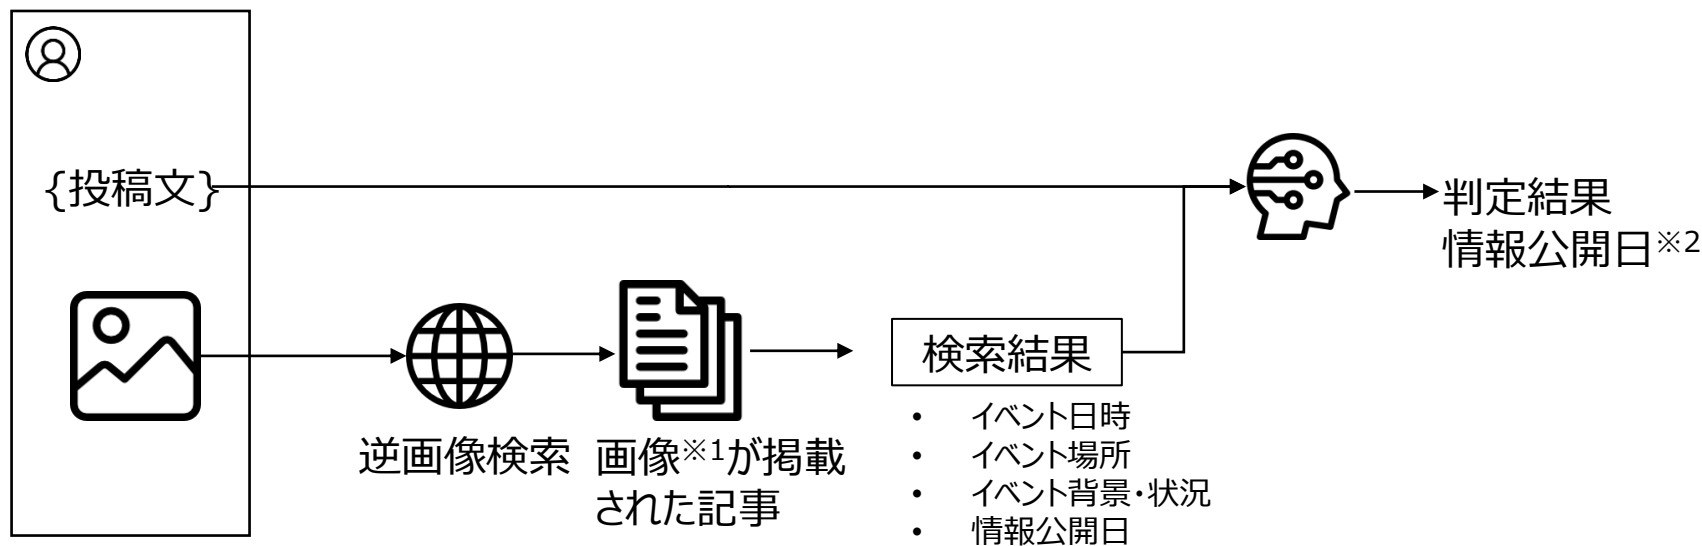 {投稿文}
判定結果
情報公開日※2
検索結果
逆画像検索
画像※1が掲載
された記事
• イベント日時
• イベント場所
• イベント背景・状況
• 情報公開日